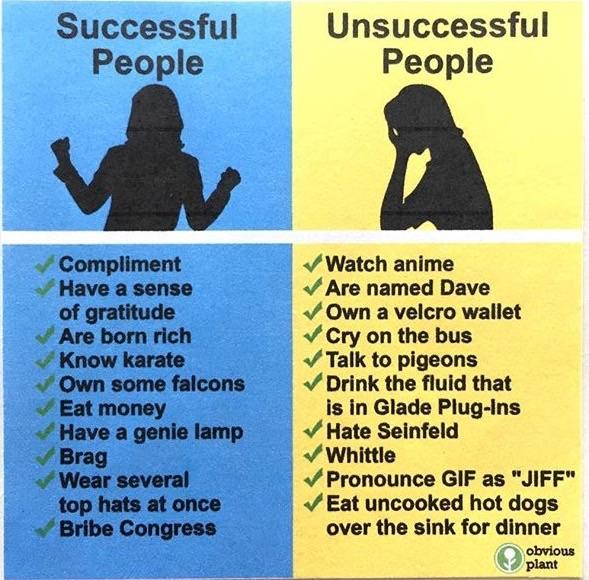 Successful
People
Unsuccessful
People
Compliment
Have a sense
of gratitude
Are born rich
Know karate
Own some falcons
Eat money
Have a genie lamp
Brag
Wear several
top hats at once
Bribe Congress
Watch anime
Are named Dave
Own a velcro wallet
Cry on the bus
Talk to pigeons
Drink the fluid that
is in Glade Plug-Ins
Hate Seinfeld
Whittle
Pronounce GIF as "JIFF"
Eat uncooked hot dogs
over the sink for dinner
obvious
plant